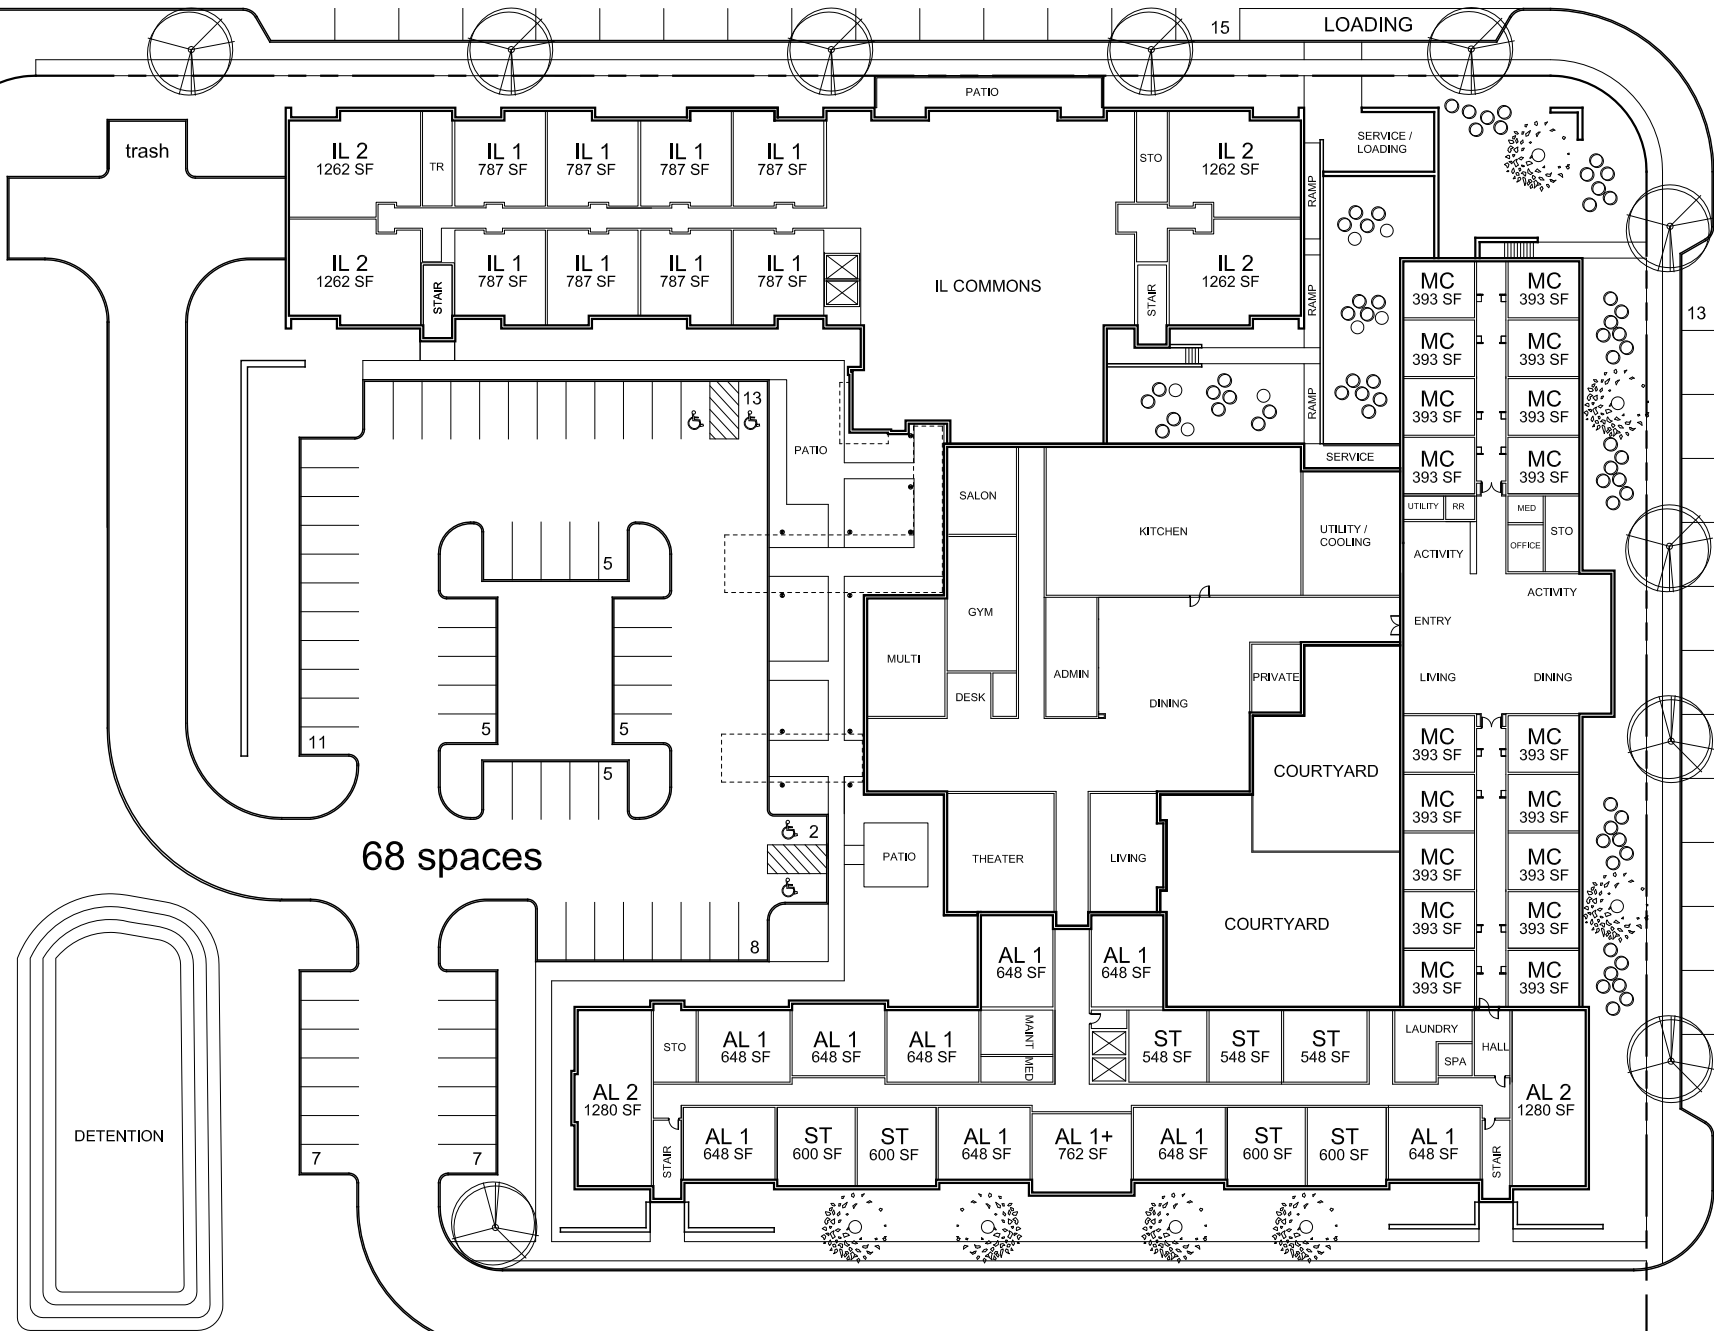 15
LOADING
PATIO
trash
IL 2
1262 SF
TR
IL 1
787 SF
IL 1
787 SF
IL 1
787 SF
IL 1
787 SF
STO
IL 2
1262 SF
SERVICE /
LOADING
RAMP
IL 2
1262 SF
STAIR
IL 1
787 SF
IL 1
787 SF
IL 1
787 SF
IL 1
787 SF
IL COMMONS
STAIR
IL 2
1262 SF
RAMP
MC
393 SF
MC
393 SF
13
MC
393 SF
MC
393 SF
13
RAMP
MC
393 SF
MC
393 SF
PATIO
SERVICE
MC
393 SF
MC
393 SF
SALON
KITCHEN
UTILITY /
COOLING
UTILITY
RR
MED
STO
OFFICE
ACTIVITY
5
ACTIVITY
GYM
ENTRY
MULTI
ADMIN
PRIVATE
LIVING
DINING
DESK
DINING
5
5
11
MC
393 SF
MC
393 SF
5
COURTYARD
MC
393 SF
MC
393 SF
2
68 spaces
PATIO
THEATER
LIVING
MC
393 SF
MC
393 SF
COURTYARD
MC
393 SF
MC
393 SF
8
AL 1
648 SF
AL 1
648 SF
MC
393 SF
MC
393 SF
STO
AL 1
648 SF
AL 1
648 SF
AL 1
648 SF
MAINT
MED
ST
548 SF
ST
548 SF
ST
548 SF
LAUNDRY
SPA
HALL
AL 2
1280 SF
AL 2
1280 SF
DETENTION
7
7
STAIR
AL 1
648 SF
ST
600 SF
ST
600 SF
AL 1
648 SF
AL 1+
762 SF
AL 1
648 SF
ST
600 SF
ST
600 SF
AL 1
648 SF
STAIR